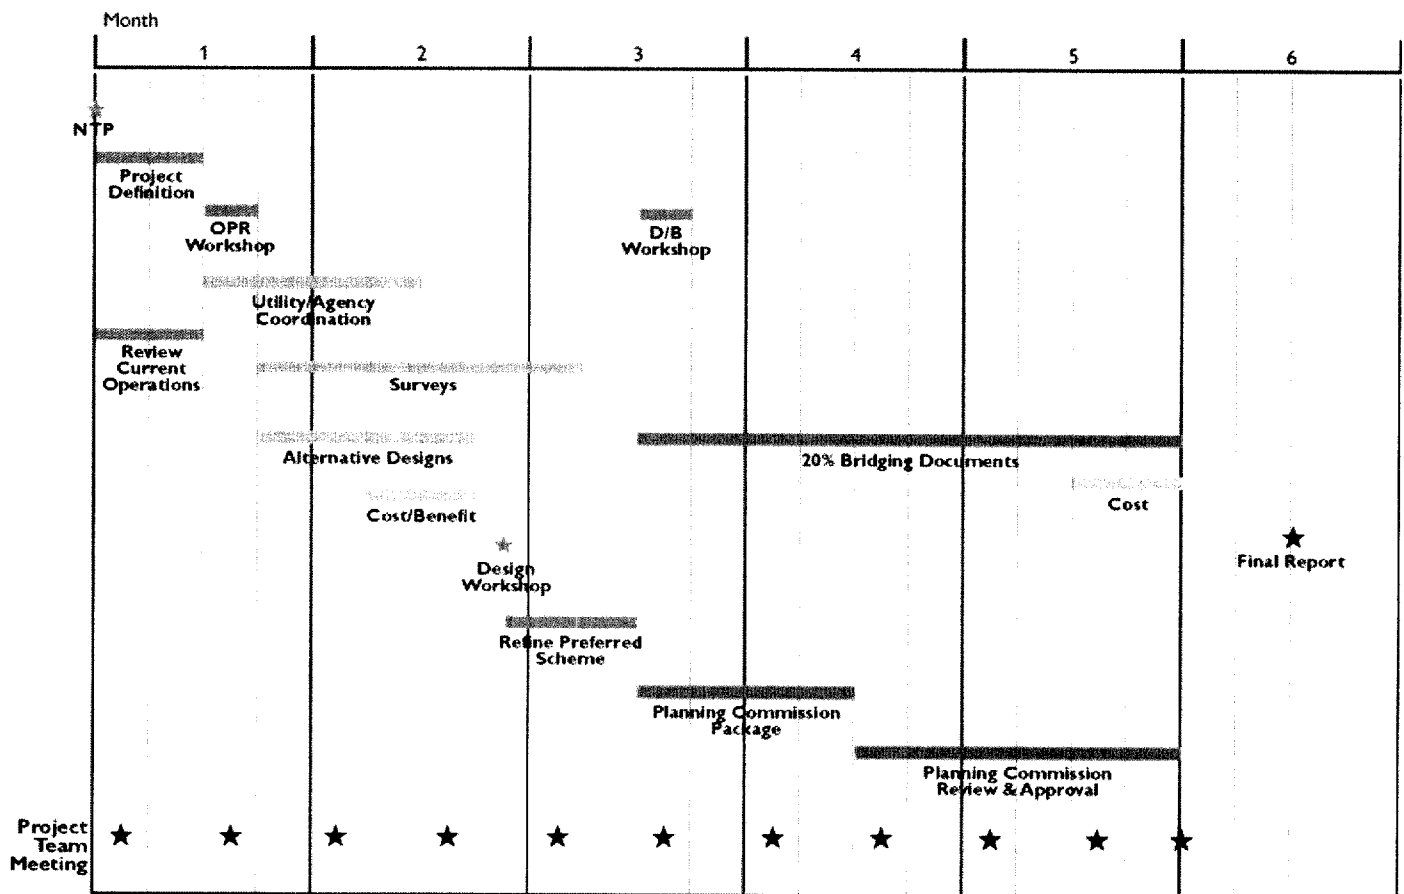 Month
1 2 3 4 5 6
NTP
Project
Definition
OPR
Workshop
D/B
Workshop
Utility/Agency
Coordination
Review
Current
Operations
Surveys
Alternative Designs
20% Bridging Documents
Cost/Benefit
Cost
Design
Workshop
Final Report
Refine Preferred
Scheme
Planning Commission
Package
Planning Commission
Review & Approval
Project
Team
Meeting